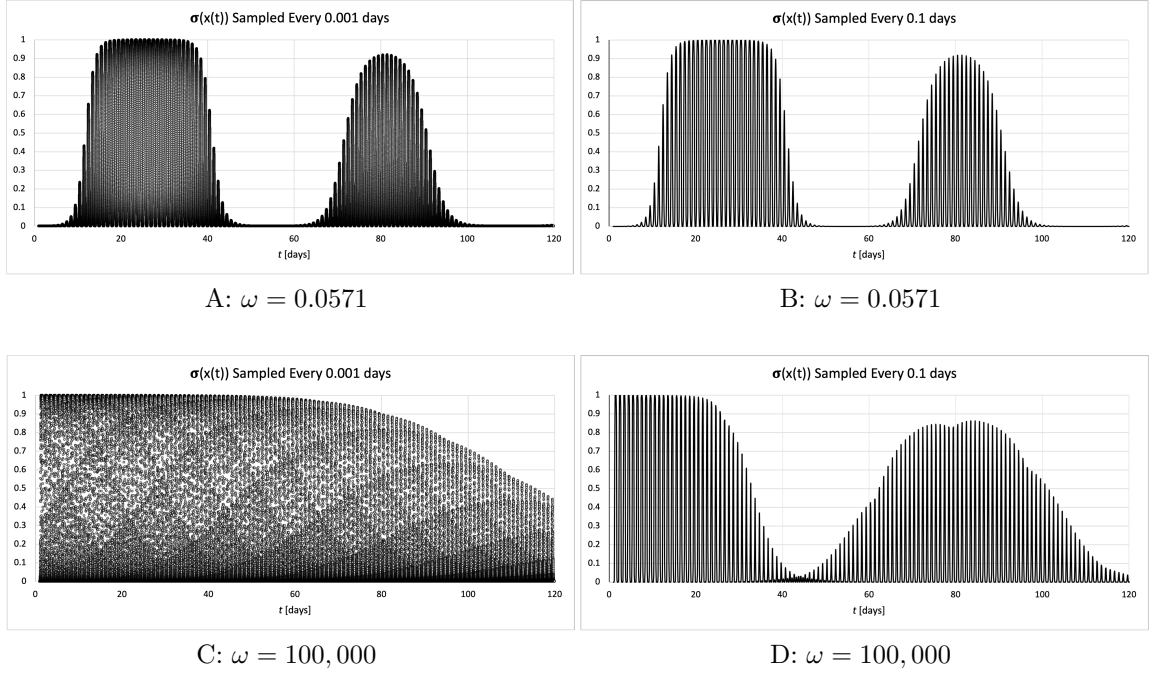 σ(x(t)) Sampled Every 0.001 days
1
0.9
0.8
0.7
0.6
0.5
0.4
0.3
0.2
0.1
0
0 20 40 60 80 100 120
t [days]
A: ω = 0.0571
σ(x(t)) Sampled Every 0.1 days
1
0.9
0.8
0.7
0.6
0.5
0.4
0.3
0.2
0.1
0
0 20 40 60 80 100 120
t [days]
B: ω = 0.0571
σ(x(t)) Sampled Every 0.001 days
1
0.9
0.8
0.7
0.6
0.5
0.4
0.3
0.2
0.1
0
0 20 40 60 80 100 120
t [days]
C: ω = 100,000
σ(x(t)) Sampled Every 0.1 days
1
0.9
0.8
0.7
0.6
0.5
0.4
0.3
0.2
0.1
0
0 20 40 60 80 100 120
t [days]
D: ω = 100,000